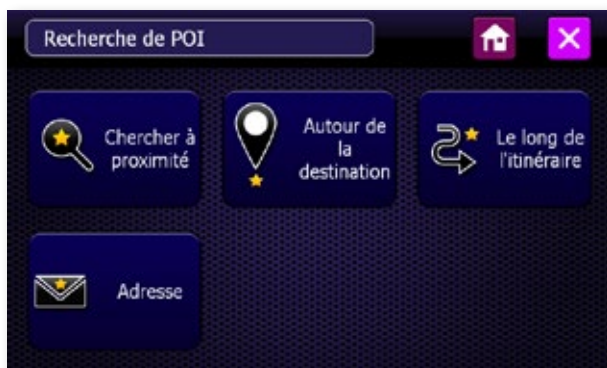 Recherche de POI
Chercher à
proximité
Autour de
la
destination
Le long de
l'itinéraire
Adresse